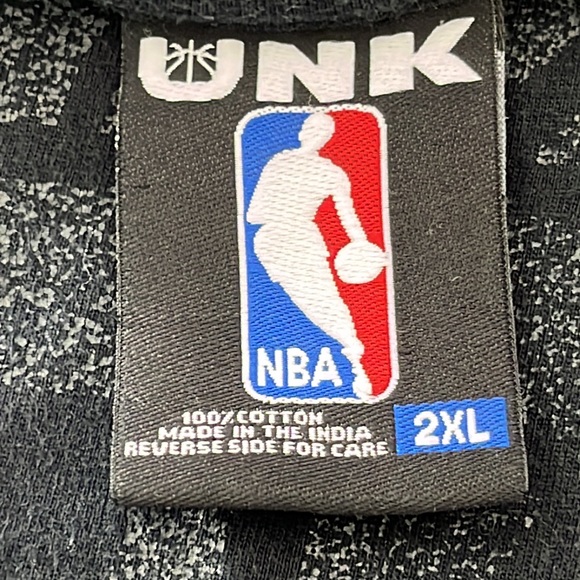 UNK
NBA
100% COTTON
MADE IN THE INDIA
REVERSE SIDE FOR CARE
2XL